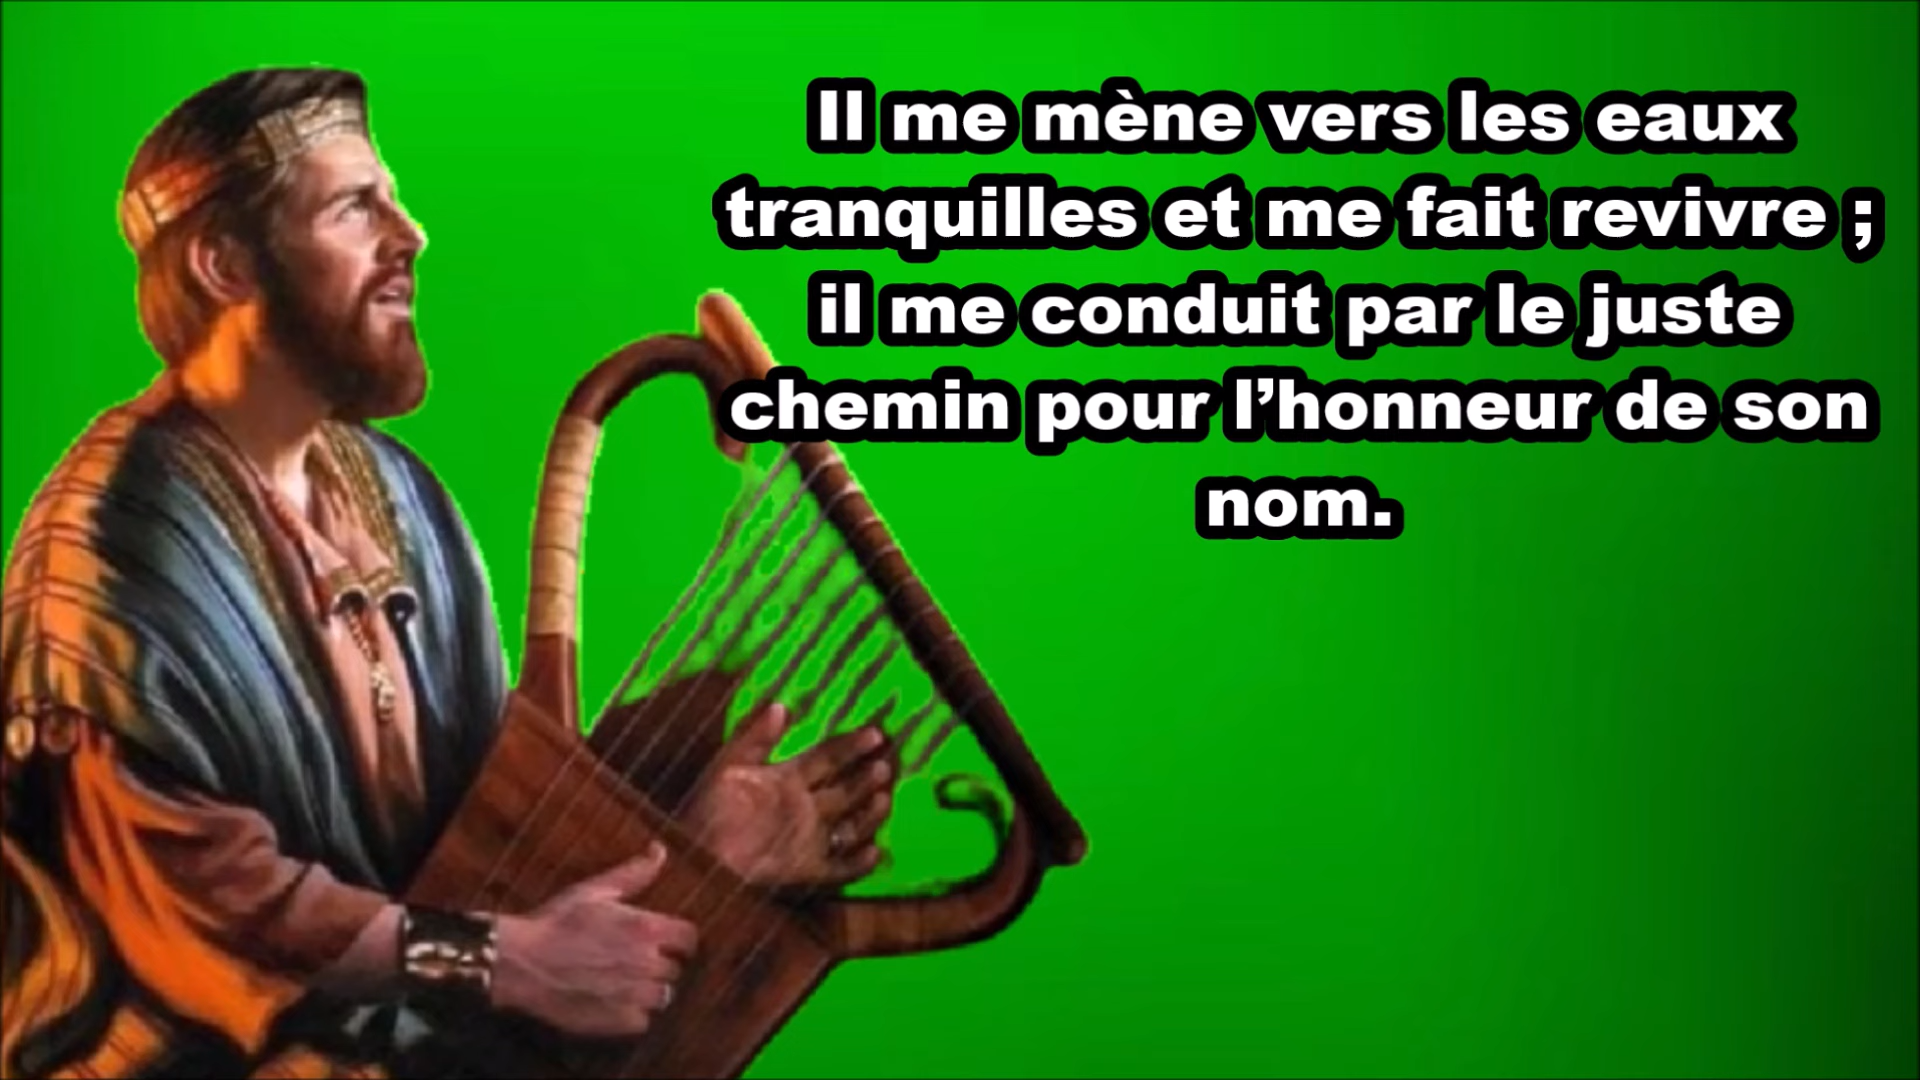 Il me mène vers les eaux
tranquilles et me fait revivre ;
il me conduit par le juste
chemin pour l’honneur de son
nom.